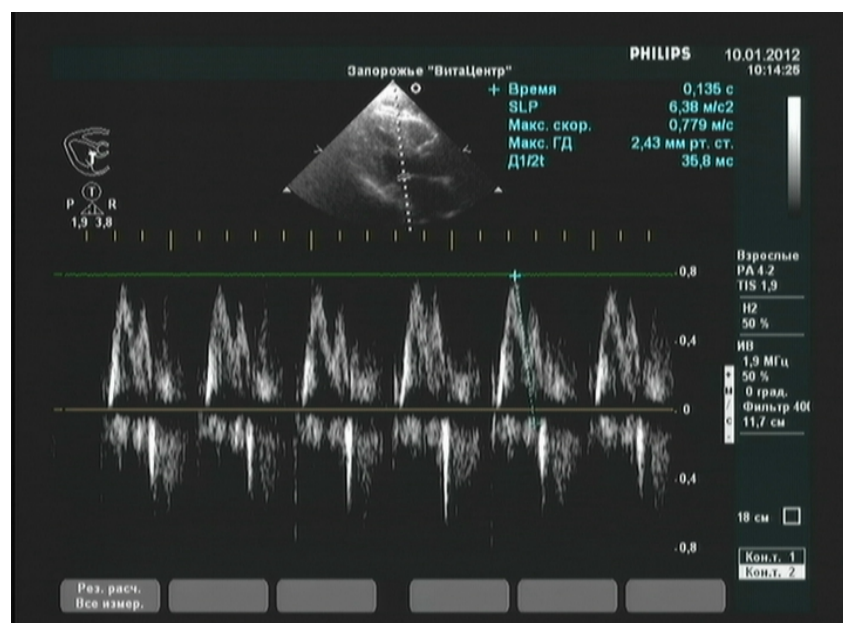 PHILIPS 10.01.2012
10:14:26
Запорожье "ВитаЦентр"
+ Время 0,135 с
SLP 6,38 м/с2
Макс. скор. 0,779 м/с
Макс. ГД 2,43 мм рт. ст.
Д1/2t 35,8 мс
T
P R
1,9 3,8
0,8
0,4
0
0,4
0,8
Взрослые
PA 4-2
TIS 1,9
H2
50 %
ИВ
1,9 МГц
50 %
0 град.
Фильтр 400
11,7 см
+
м
/
с
-
18 см
Кон.т. 1
Кон.т. 2
Рез. расч.
Все измер.